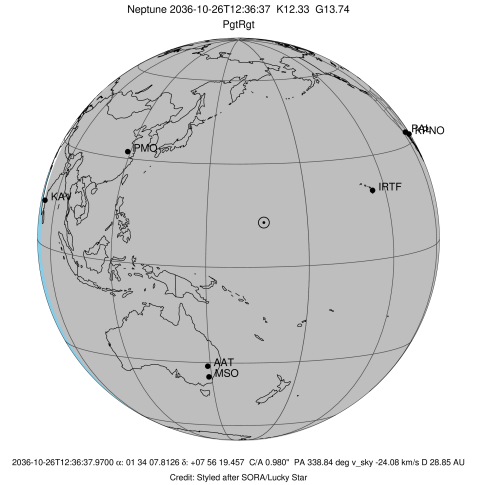 Neptune 2036-10-26T12:36:37 K12.33 G13.74
PgtRgt
PAL
KPNO
PMO
IRTF
KAV
AAT
MSO
2036-10-26T12:36:37.9700 α: 01 34 07.8126 δ: +07 56 19.457 C/A 0.980" PA 338.84 deg v_sky -24.08 km/s D 28.85 AU
Credit: Styled after SORA/Lucky Star